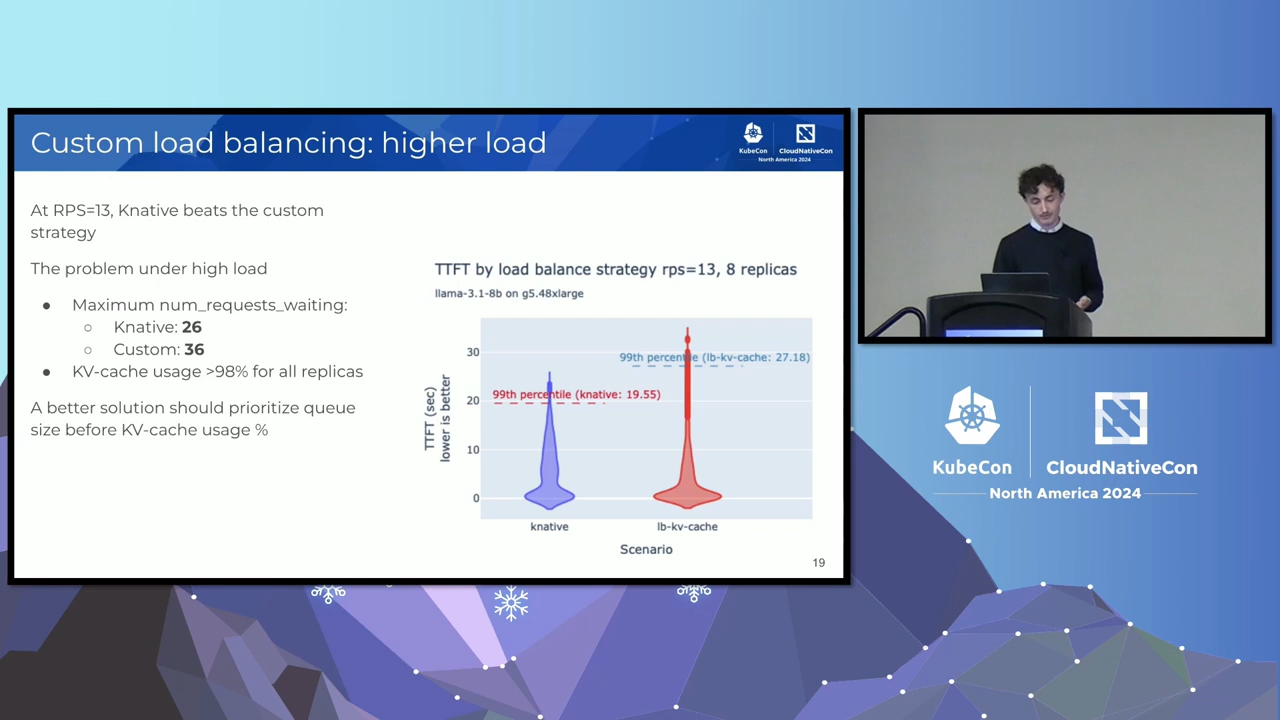 Custom load balancing: higher load
KubeCon
CloudNativeCon
North America 2024
At RPS=13, Knative beats the custom
strategy
The problem under high load
● Maximum num_requests_waiting:
○ Knative: 26
○ Custom: 36
● KV-cache usage >98% for all replicas
A better solution should prioritize queue
size before KV-cache usage %
TTFT by load balance strategy rps=13, 8 replicas
llama-3.1-8b on g5.48xlarge
TTFT (sec)
lower is better
30
20
10
0
99th percentile (lb-kv-cache: 27.18)
99th percentile (knative: 19.55)
knative
lb-kv-cache
Scenario
19
KubeCon
CloudNativeCon
North America 2024